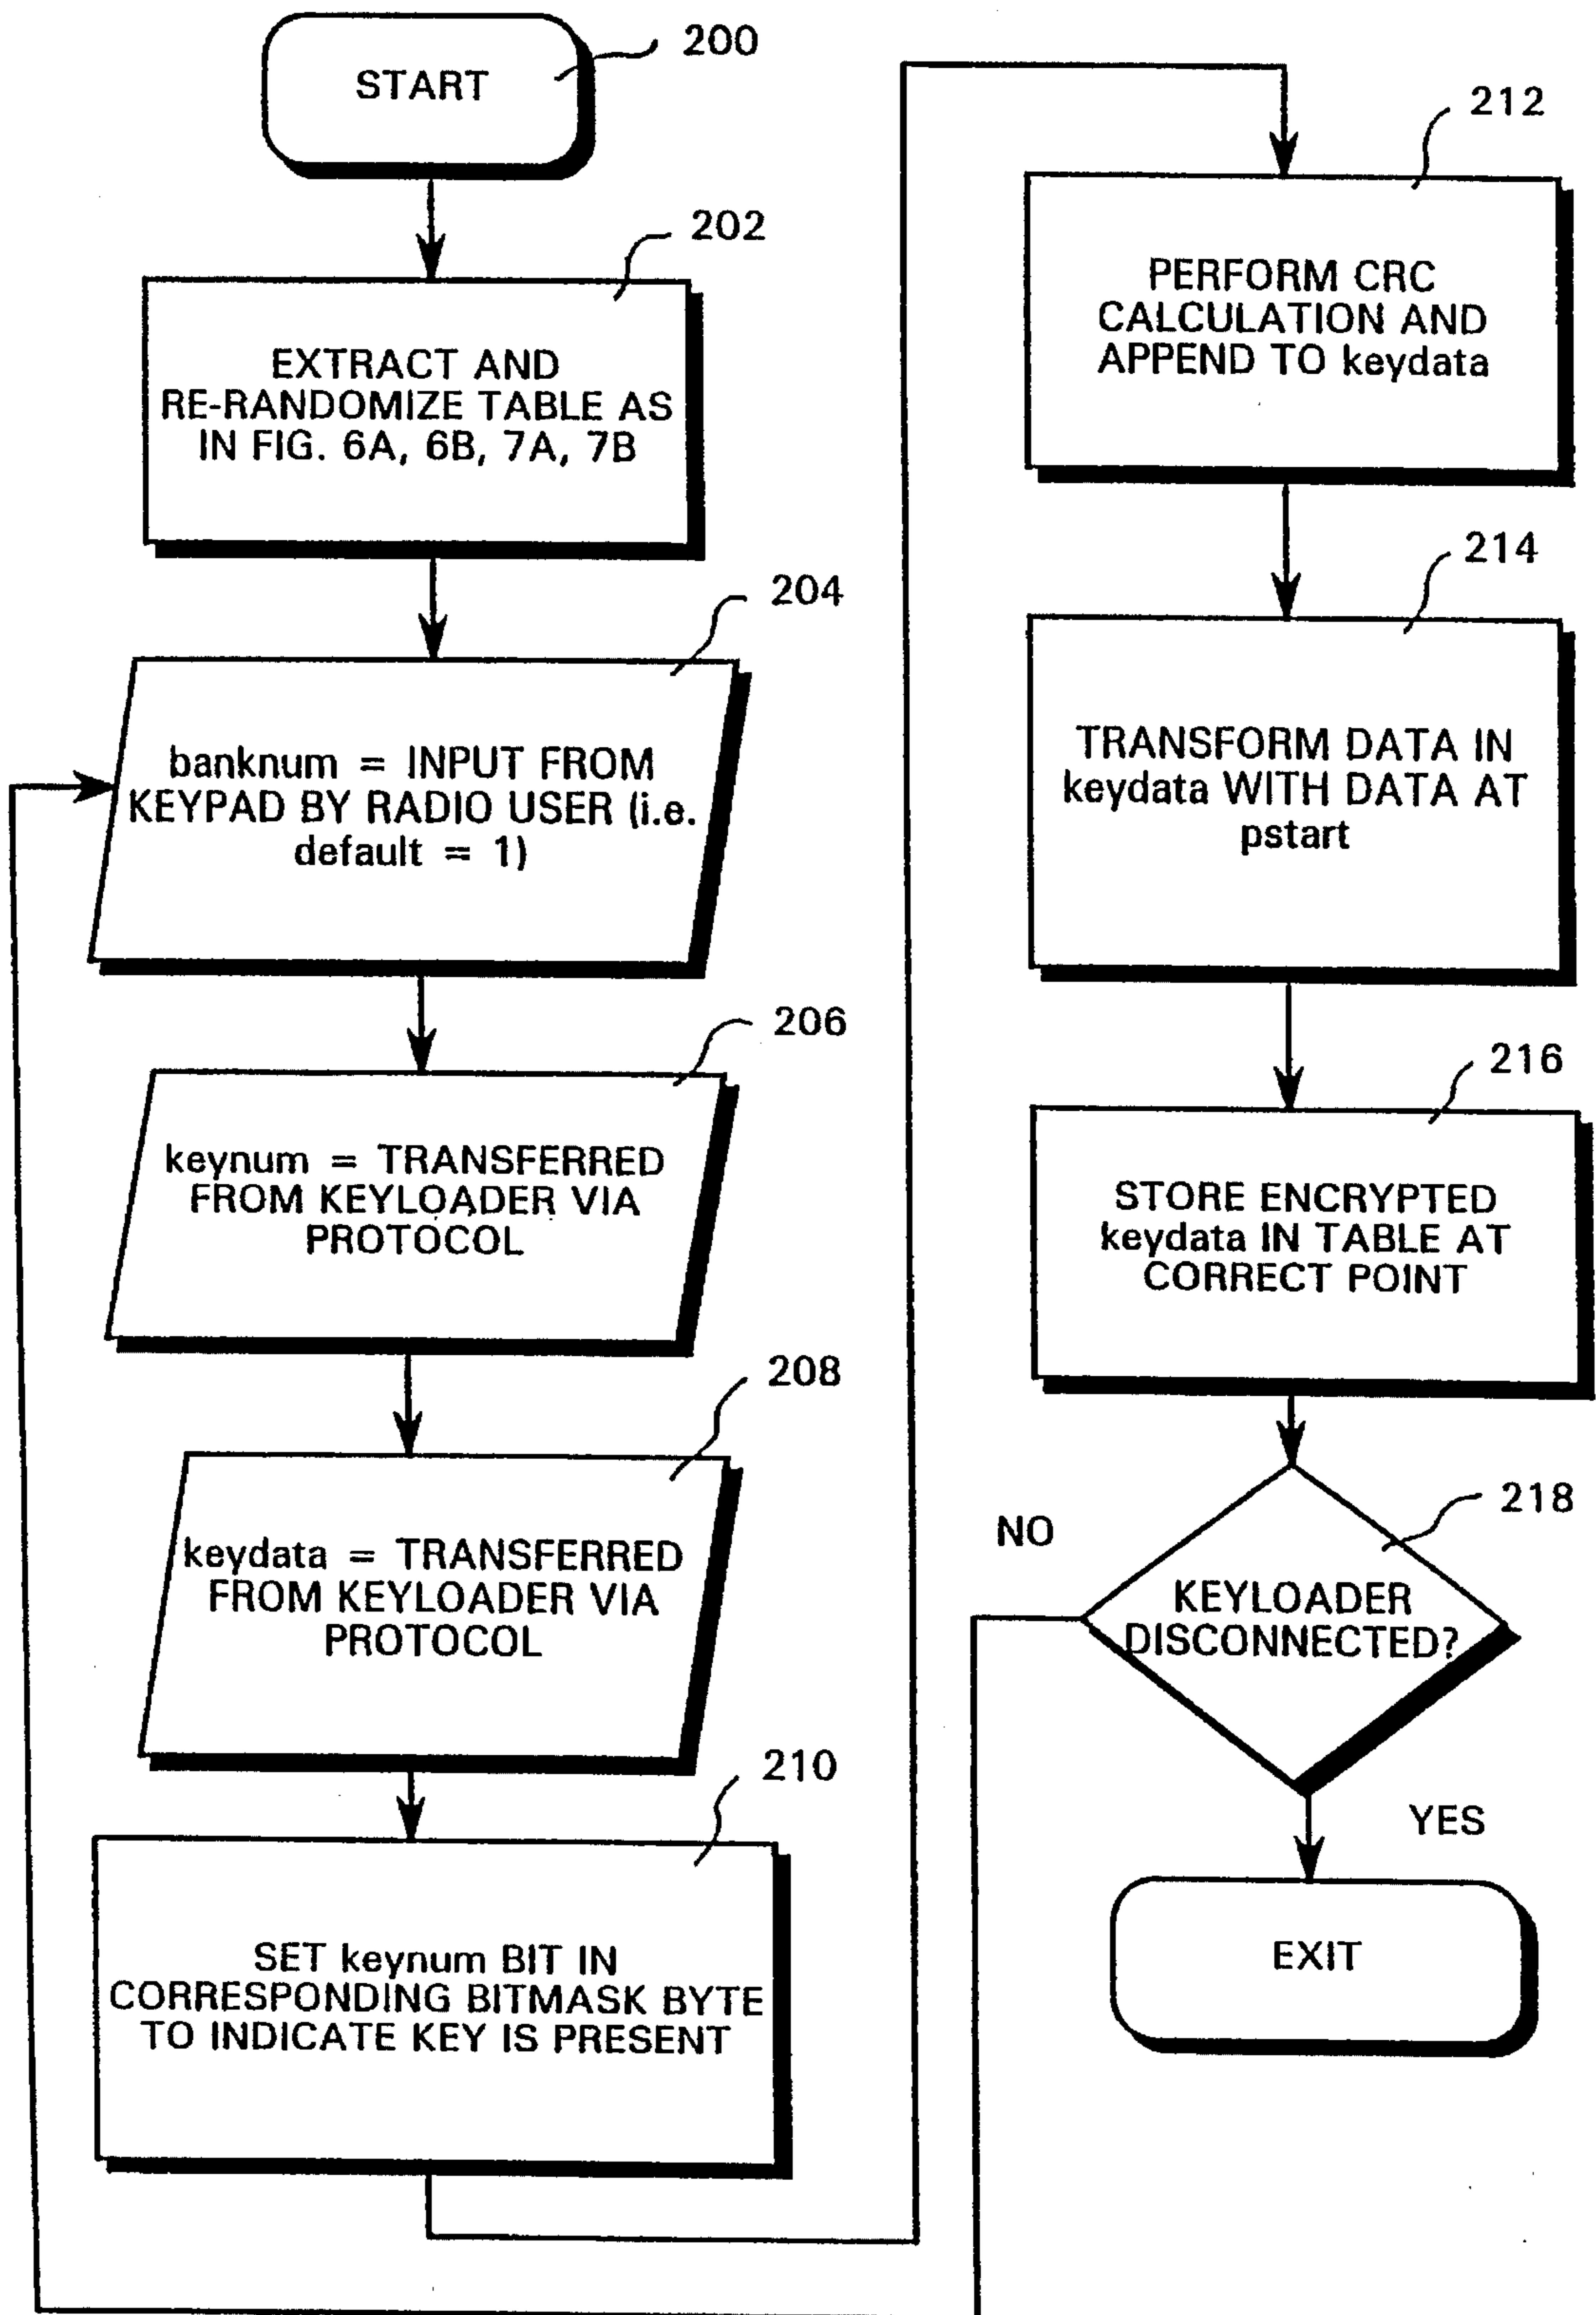 START
200
202
EXTRACT AND
RE-RANDOMIZE TABLE AS
IN FIG. 6A, 6B, 7A, 7B
204
banknum = INPUT FROM
KEYPAD BY RADIO USER (i.e.
default = 1)
206
keynum = TRANSFERRED
FROM KEYLOADER VIA
PROTOCOL
208
keydata = TRANSFERRED
FROM KEYLOADER VIA
PROTOCOL
210
SET keynum BIT IN
CORRESPONDING BITMASK BYTE
TO INDICATE KEY IS PRESENT
212
PERFORM CRC
CALCULATION AND
APPEND TO keydata
214
TRANSFORM DATA IN
keydata WITH DATA AT
pstart
216
STORE ENCRYPTED
keydata IN TABLE AT
CORRECT POINT
218
NO
KEYLOADER
DISCONNECTED?
YES
EXIT